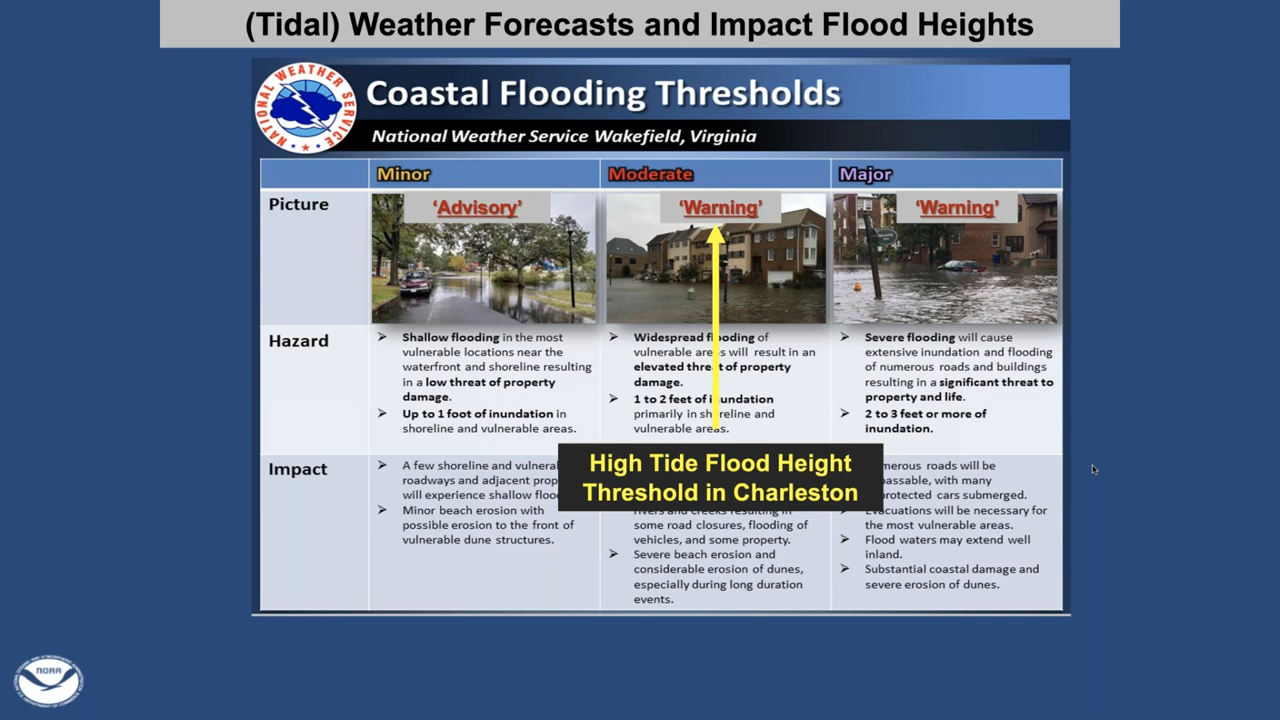 (Tidal) Weather Forecasts and Impact Flood Heights
NATIONAL WEATHER SERVICE
Coastal Flooding Thresholds
National Weather Service Wakefield, Virginia
Minor
Moderate
Major
Picture
‘Advisory’
‘Warning’
‘Warning’
Hazard
Shallow flooding in the most
vulnerable locations near the
waterfront and shoreline resulting
in a low threat of property
damage.
Up to 1 foot of inundation in
shoreline and vulnerable areas.
Widespread flooding of
vulnerable areas will result in an
elevated threat of property
damage.
1 to 2 feet of inundation
primarily in shoreline and
vulnerable areas.
Severe flooding will cause
extensive inundation and flooding
of numerous roads and buildings
resulting in a significant threat to
property and life.
2 to 3 feet or more of
inundation.
High Tide Flood Height
Threshold in Charleston
Impact
A few shoreline and
roadways and adjacent
will experience shallow
Minor beach erosion with
possible erosion to the front of
vulnerable dune structures.
rivers and creeks resulting in
some road closures, flooding of
vehicles, and some property.
Severe beach erosion and
considerable erosion of dunes,
especially during long duration
events.
roads will be
with many
cars submerged.
Evacuations will be necessary for
the most vulnerable areas.
Flood waters may extend well
inland.
Substantial coastal damage and
severe erosion of dunes.
NOAA